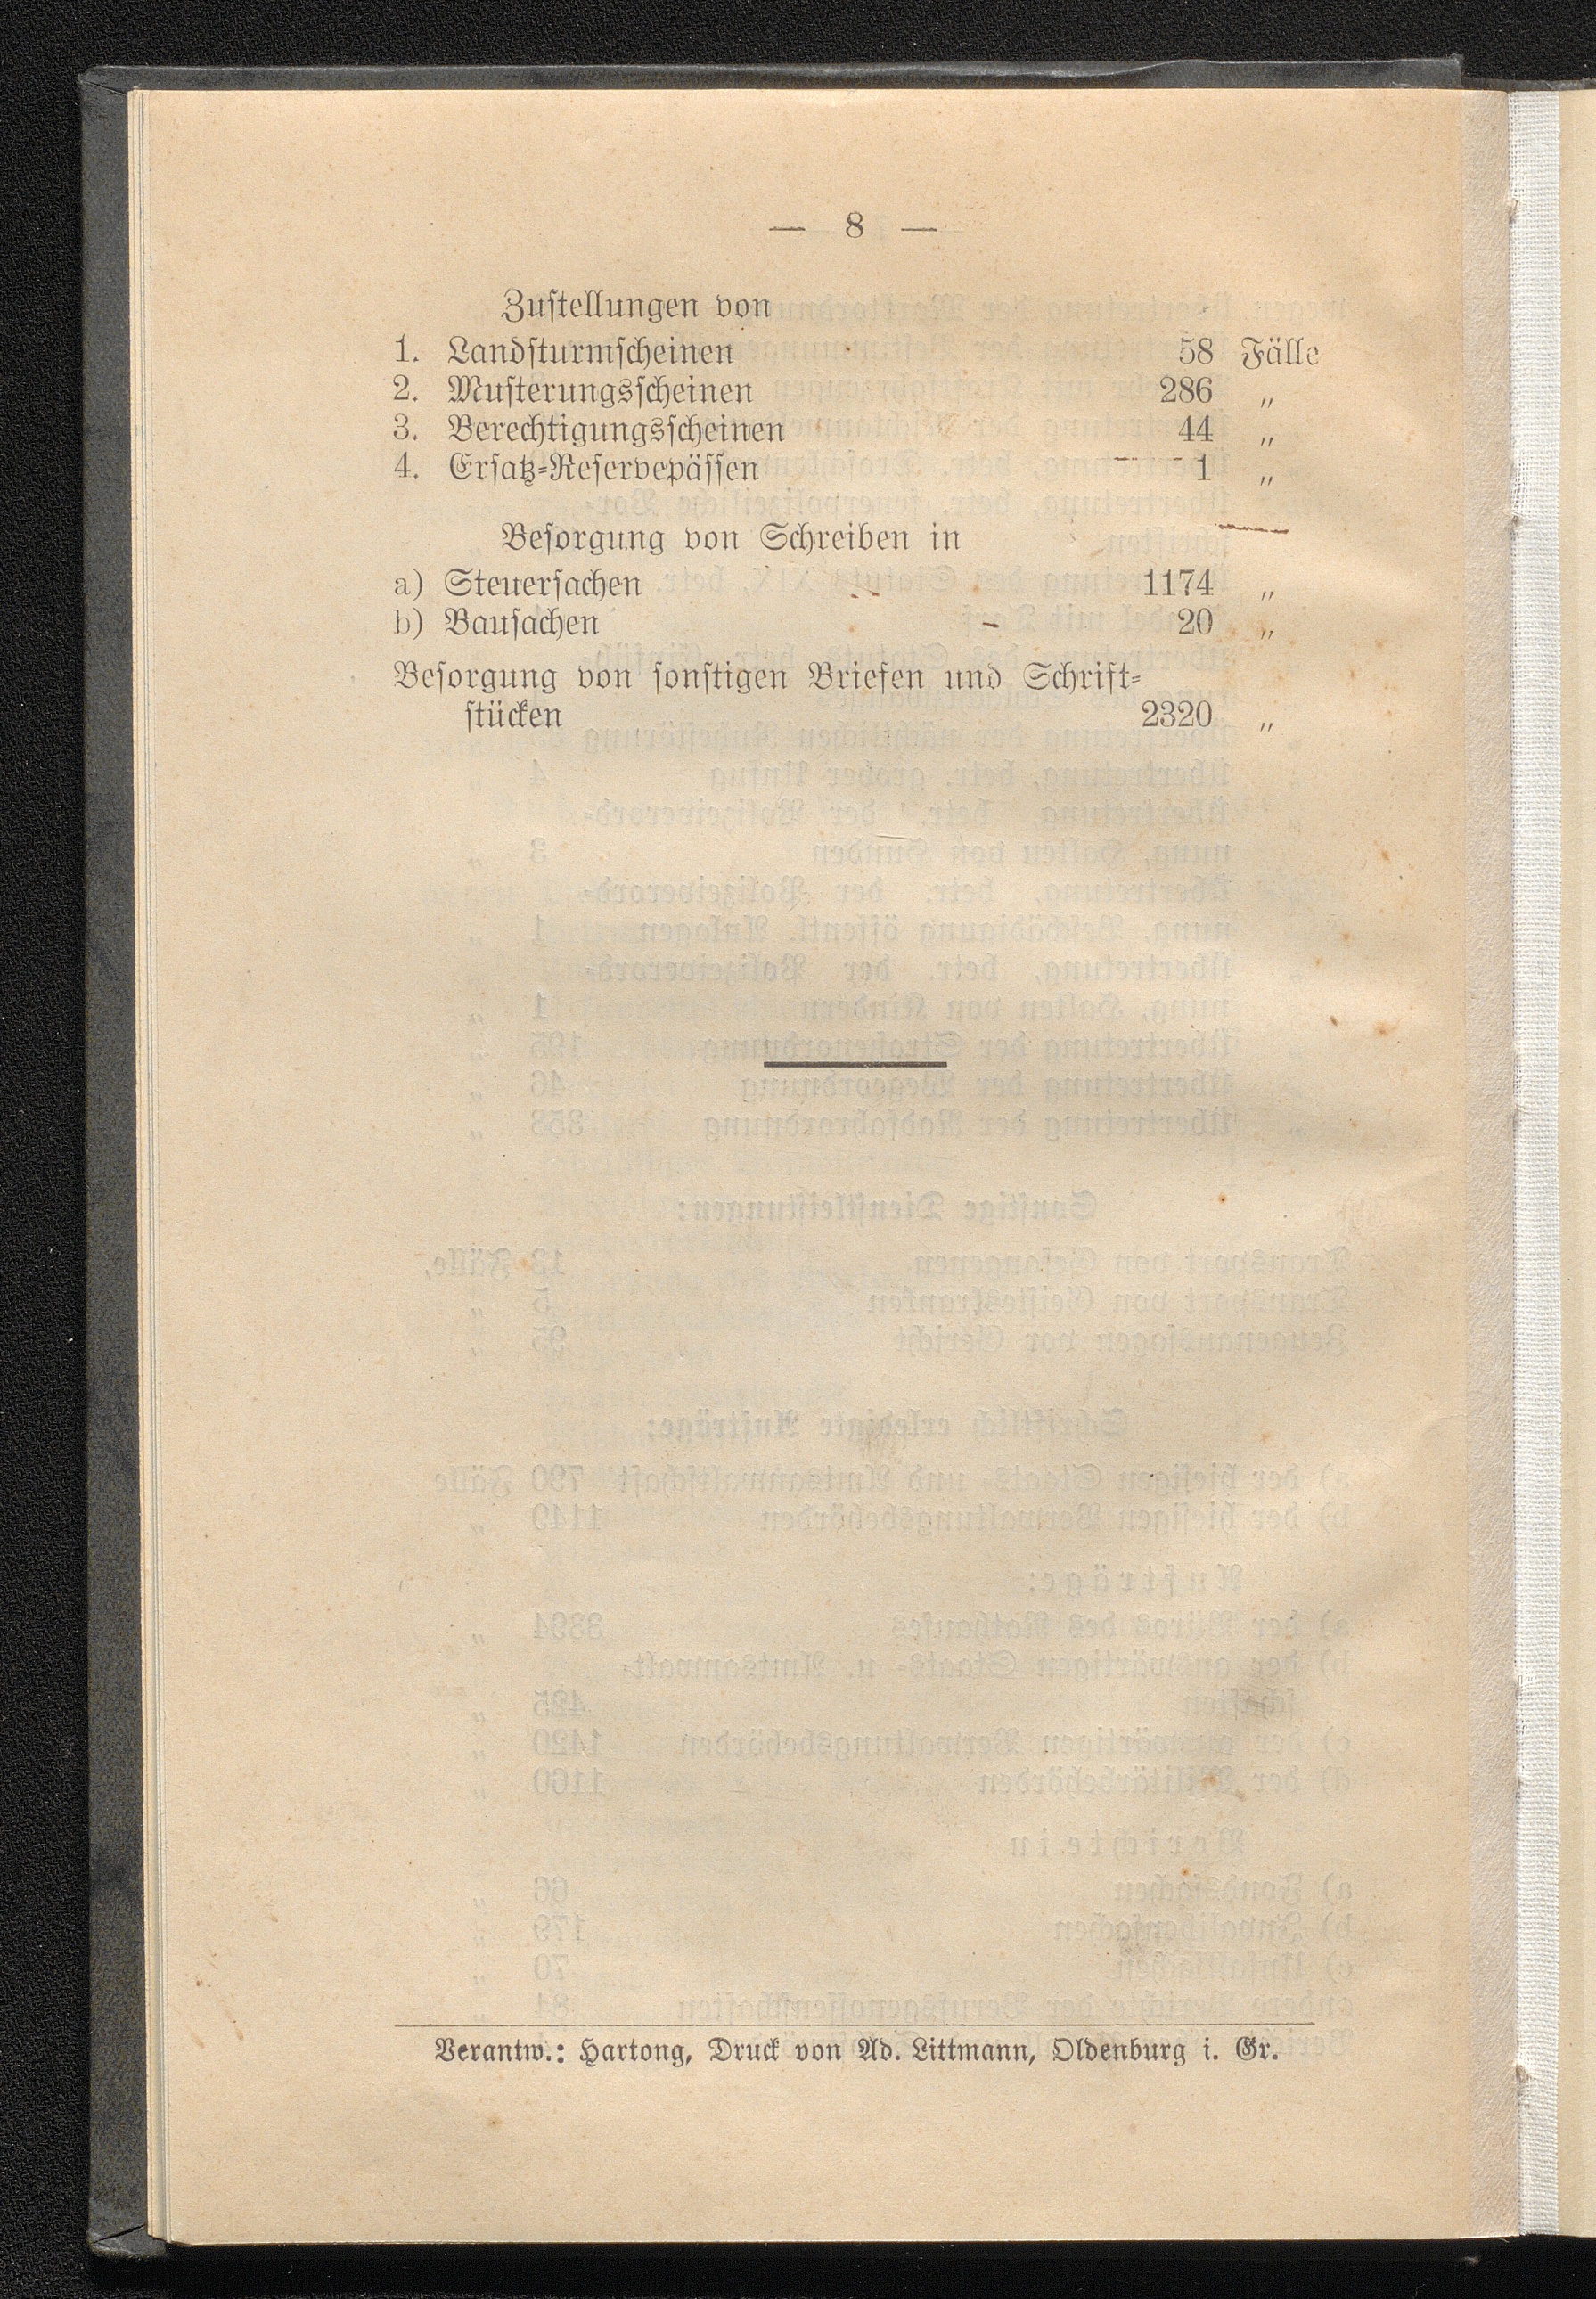 — 8 —
Zustellungen von
1. Landsturmscheinen 58 Fälle
2. Musterungsscheinen 286 „
3. Berechtigungsscheinen 44 „
4. Ersatz-Reservepässen 1 „
Besorgung von Schreiben in
a) Steuersachen 1174 „
b) Bausachen 20 „
Besorgung von sonstigen Briefen und Schrift-
stücken 2320 „
Verantw.: Hartong, Druck von Ad. Littmann, Oldenburg i. Gr.